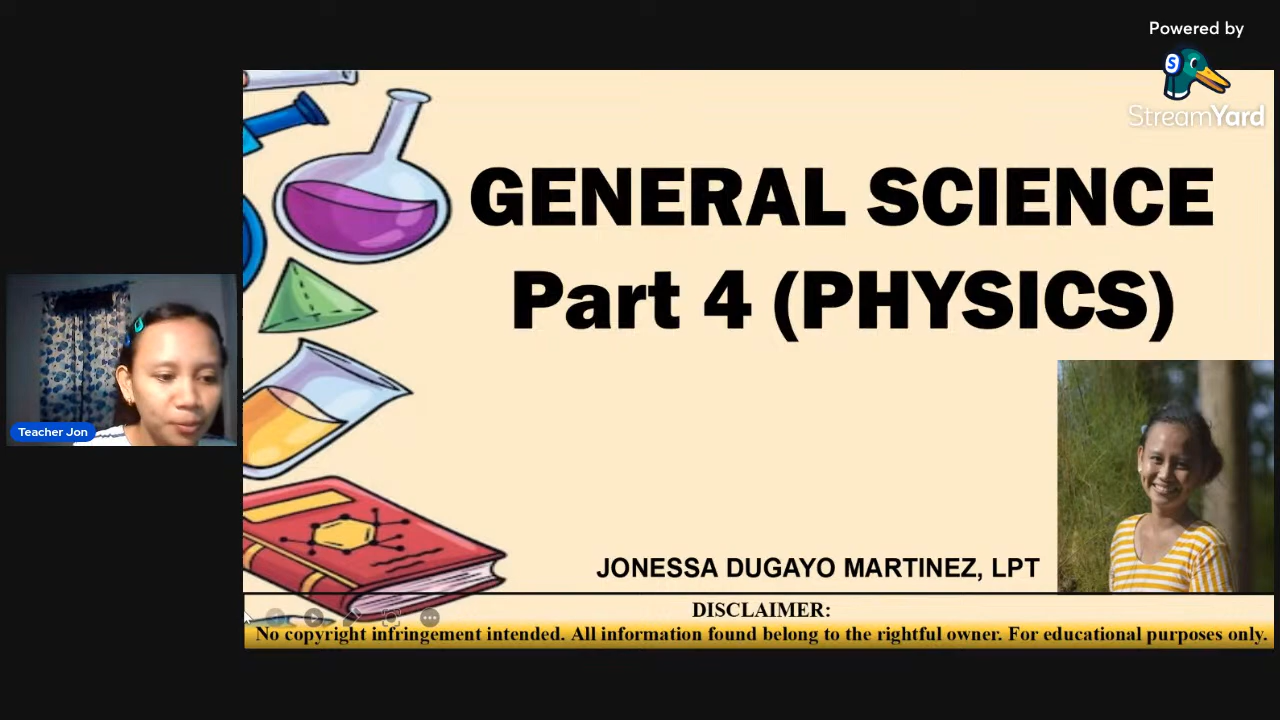 Powered by
S
StreamYard
GENERAL SCIENCE
Part 4 (PHYSICS)
Teacher Jon
JONESSA DUGAYO MARTINEZ, LPT
DISCLAIMER:
No copyright infringement intended. All information found belong to the rightful owner. For educational purposes only.